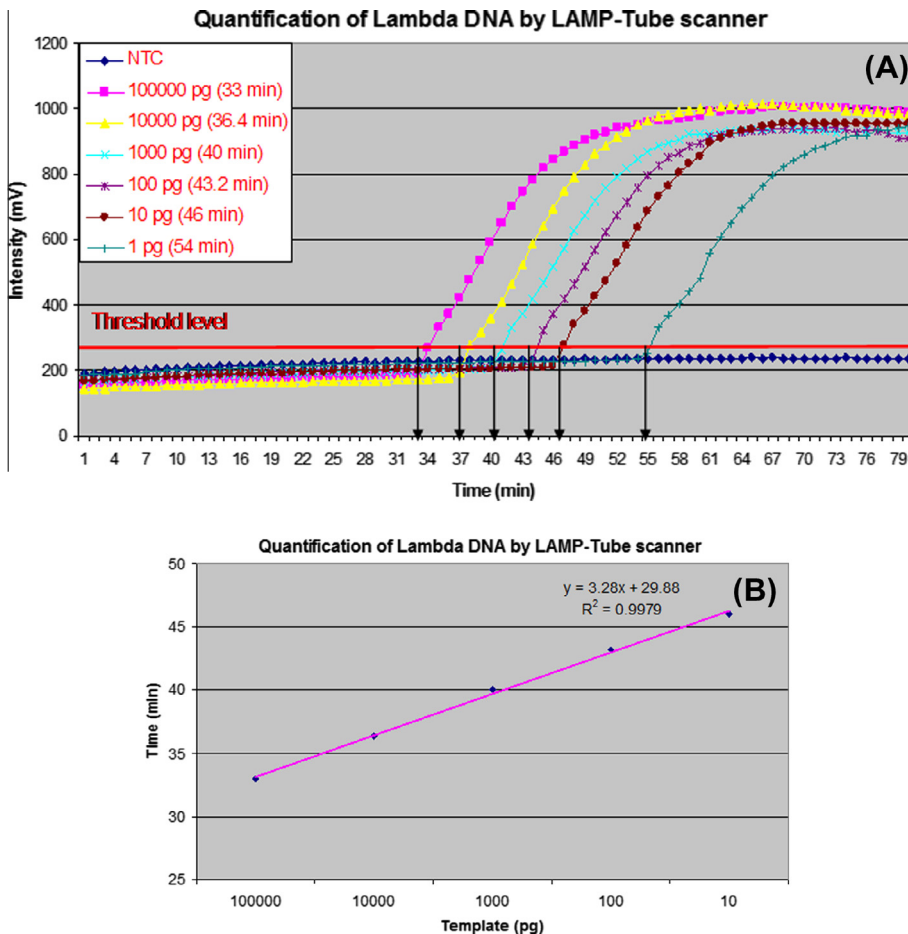 Quantification of Lambda DNA by LAMP-Tube scanner
(A)
1200
1000
800
600
400
200
0
Intensity (mV)
NTC
100000 pg (33 min)
10000 pg (36.4 min)
1000 pg (40 min)
100 pg (43.2 min)
10 pg (46 min)
1 pg (54 min)
Threshold level
1 4 7 10 13 16 19 22 25 28 31 34 37 40 43 46 49 52 55 58 61 64 67 70 73 76 79
Time (min)
Quantification of Lambda DNA by LAMP-Tube scanner
(B)
y = 3.28x + 29.88
R² = 0.9979
50
45
40
35
30
25
Time (min)
100000 10000 1000 100 10
Template (pg)